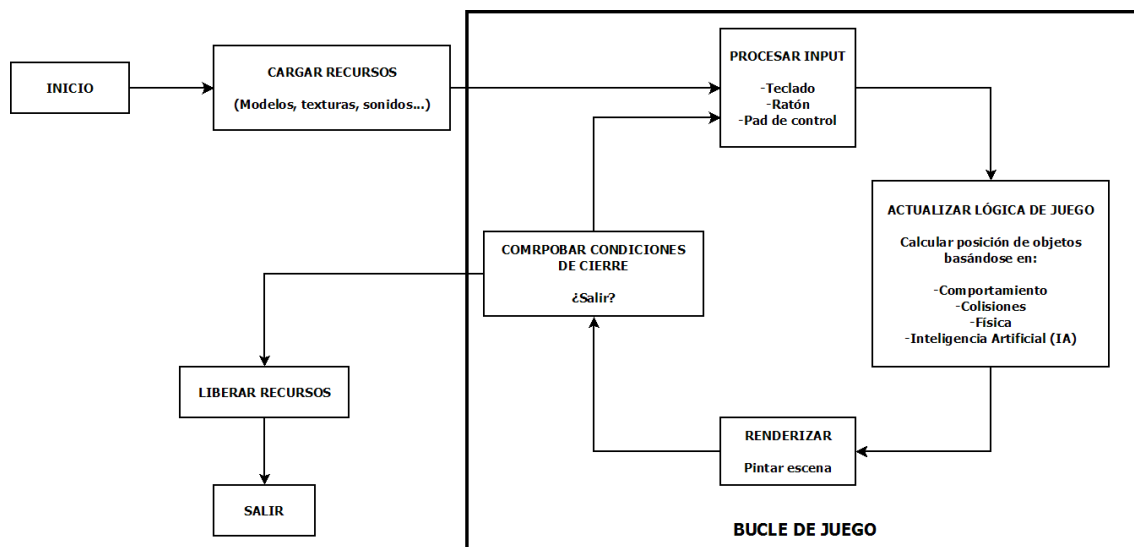 INICIO
CARGAR RECURSOS
(Modelos, texturas, sonidos...)
PROCESAR INPUT
-Teclado
-Ratón
-Pad de control
ACTUALIZAR LÓGICA DE JUEGO
Calcular posición de objetos
basándose en:
-Comportamiento
-Colisiones
-Física
-Inteligencia Artificial (IA)
COMRPOBAR CONDICIONES
DE CIERRE
¿Salir?
LIBERAR RECURSOS
RENDERIZAR
Pintar escena
SALIR
BUCLE DE JUEGO